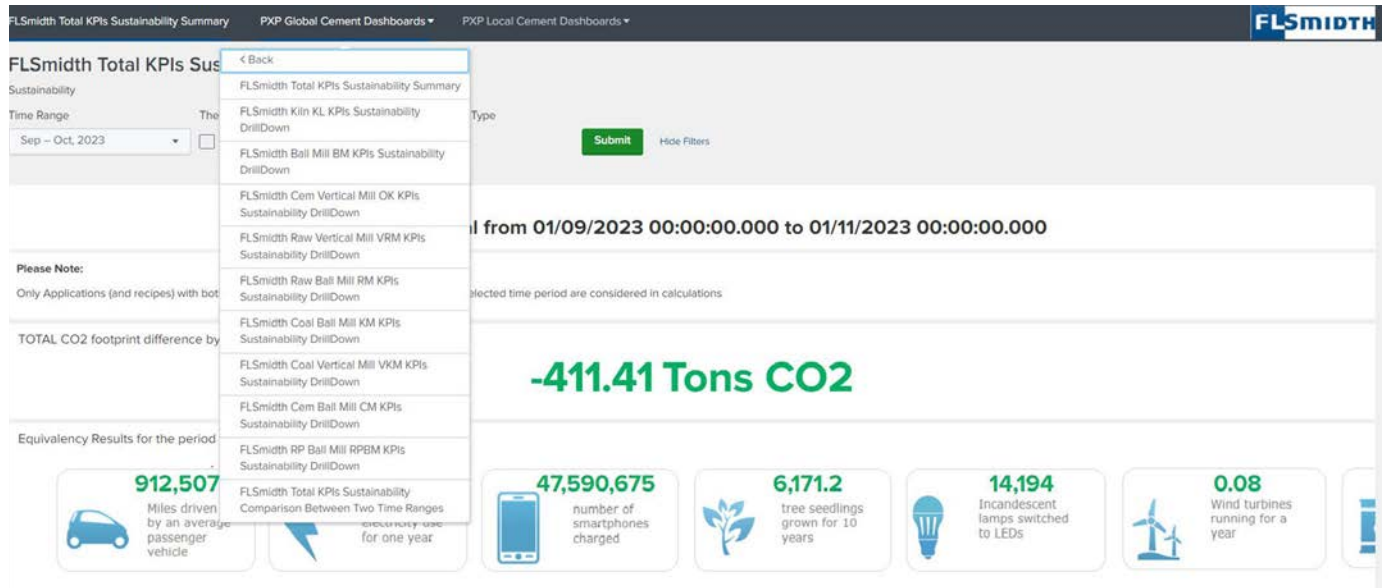 FLSmidth Total KPIs Sustainability Summary
PXP Global Cement Dashboards
PXP Local Cement Dashboards
FLSMIDTH
FLSmidth Total KPIs Sus
Sustainability
Time Range
The
Type
Sep – Oct, 2023
Submit
Hide Filters
< Back
FLSmidth Total KPIs Sustainability Summary
FLSmidth Kiln KL KPIs Sustainability
DrillDown
FLSmidth Ball Mill BM KPIs Sustainability
DrillDown
FLSmidth Cem Vertical Mill OK KPIs
Sustainability DrillDown
FLSmidth Raw Vertical Mill VRM KPIs
Sustainability DrillDown
FLSmidth Raw Ball Mill RM KPIs
Sustainability DrillDown
FLSmidth Coal Ball Mill KM KPIs
Sustainability DrillDown
FLSmidth Coal Vertical Mill VKM KPIs
Sustainability DrillDown
FLSmidth Cem Ball Mill CM KPIs
Sustainability DrillDown
FLSmidth RP Ball Mill RPBM KPIs
Sustainability DrillDown
FLSmidth Total KPIs Sustainability
Comparison Between Two Time Ranges
from 01/09/2023 00:00:00.000 to 01/11/2023 00:00:00.000
Please Note:
Only Applications (and recipes) with bot
elected time period are considered in calculations
TOTAL CO2 footprint difference by
-411.41 Tons CO2
Equivalency Results for the period
912,507
Miles driven
by an average
passenger
vehicle
electricity use
for one year
47,590,675
number of
smartphones
charged
6,171.2
tree seedlings
grown for 10
years
14,194
Incandescent
lamps switched
to LEDs
0.08
Wind turbines
running for a
year